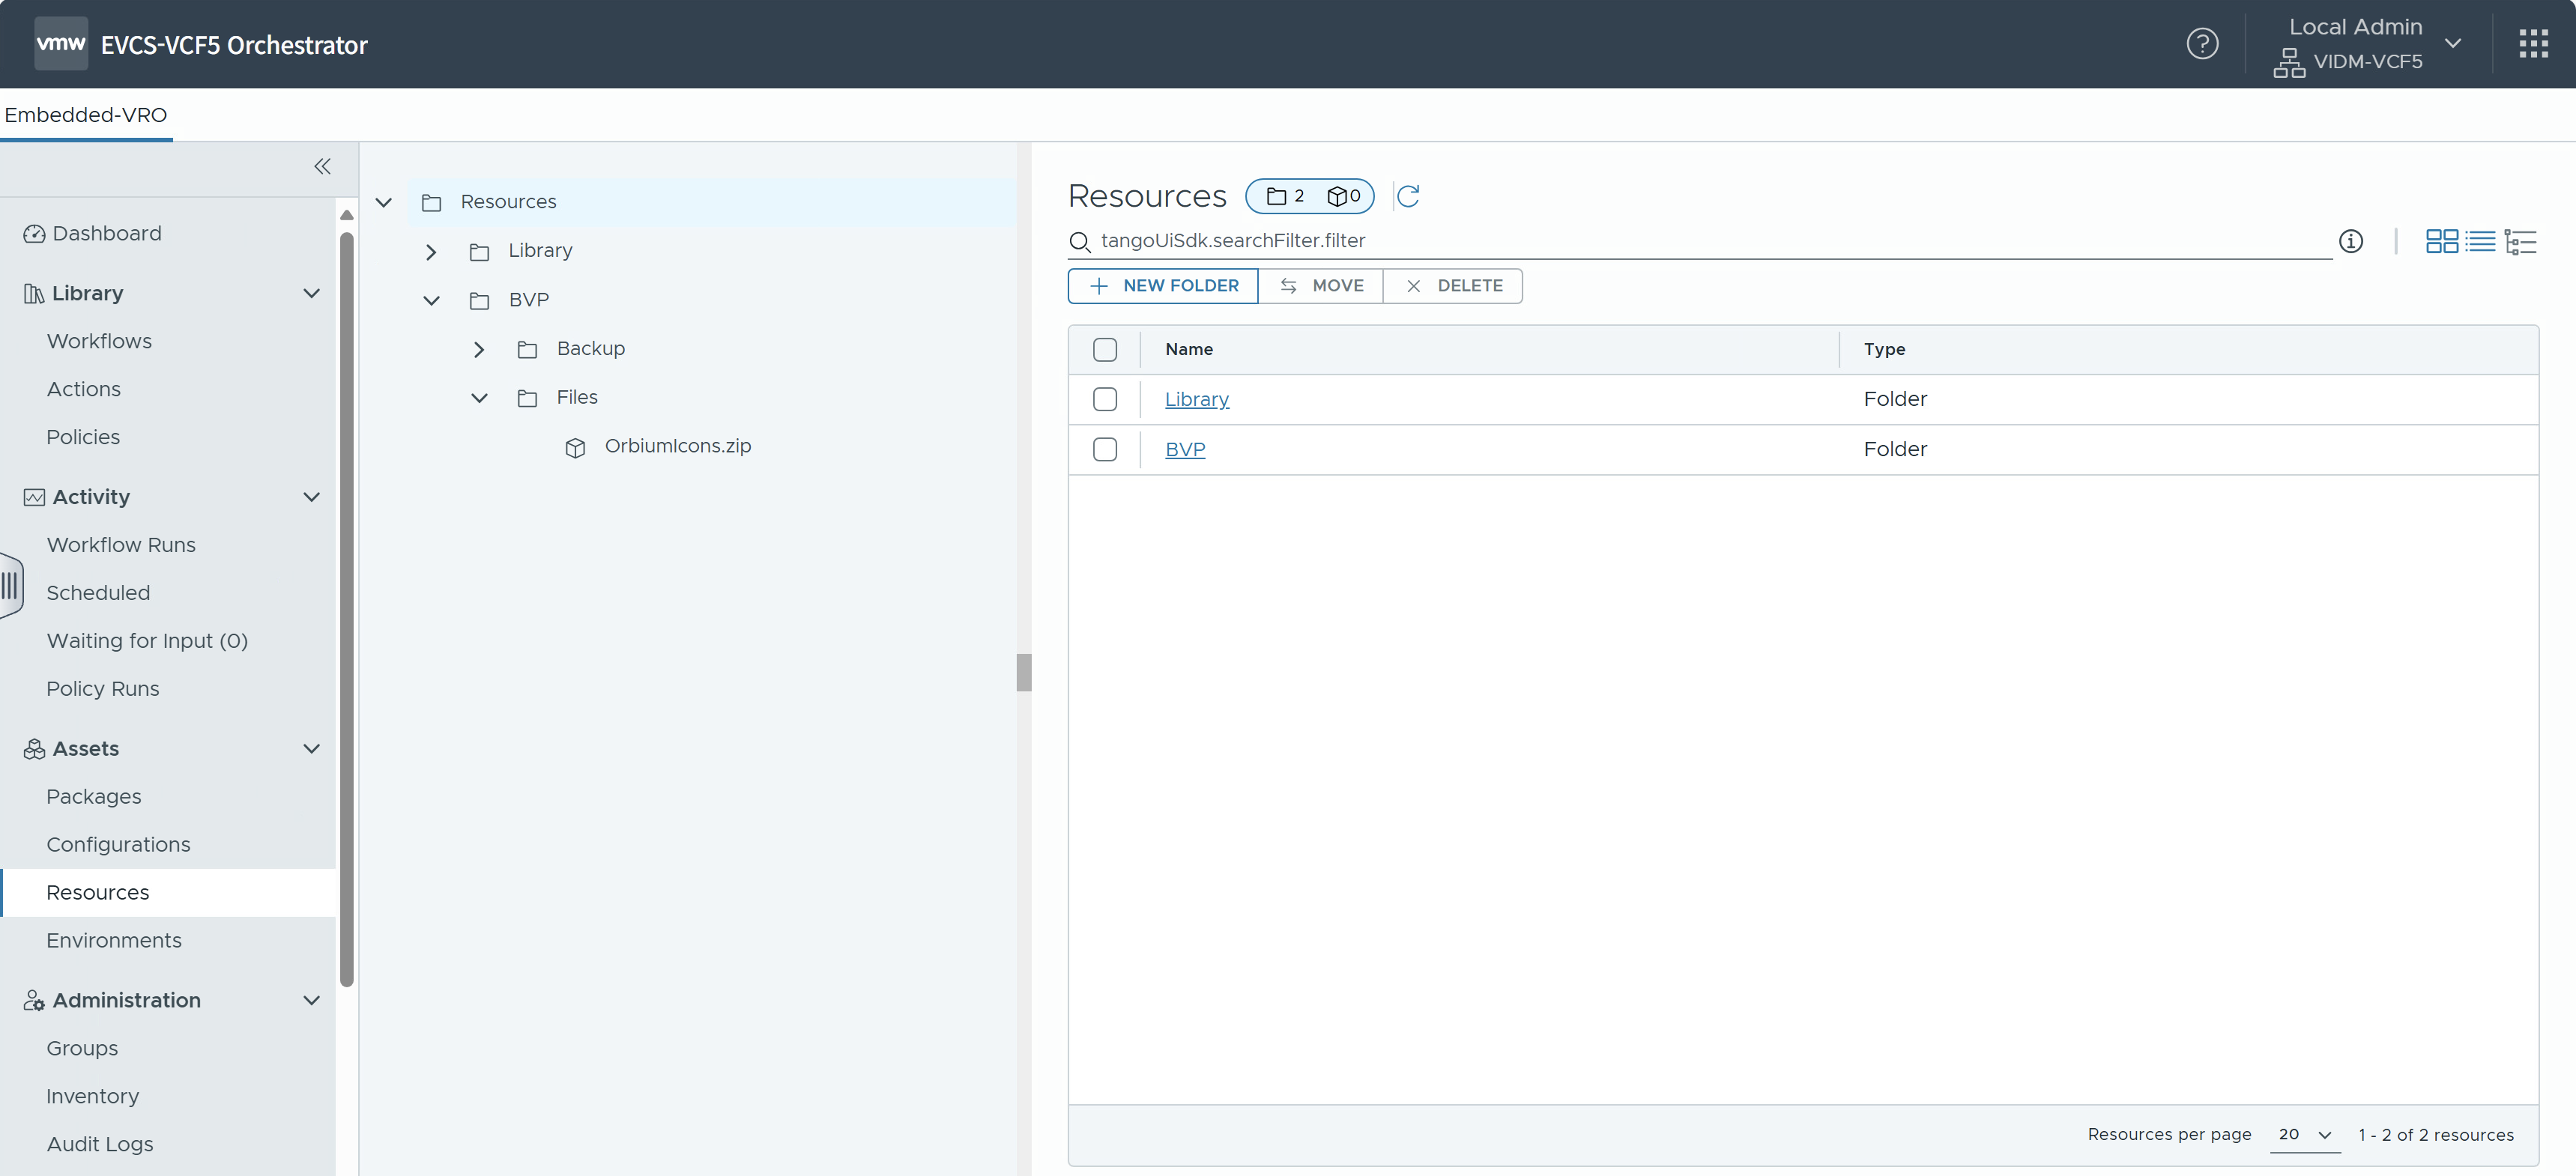 vmw EVCS-VCF5 Orchestrator
Local Admin
VIDM-VCF5
Embedded-VRO
Dashboard
Library
Workflows
Actions
Policies
Activity
Workflow Runs
Scheduled
Waiting for Input (0)
Policy Runs
Assets
Packages
Configurations
Resources
Environments
Administration
Groups
Inventory
Audit Logs
Resources
Library
BVP
Backup
Files
OrbiumIcons.zip
Resources 2 0
tangoUiSdk.searchFilter.filter
NEW FOLDER MOVE DELETE
Name Type
Library Folder
BVP Folder
Resources per page 20 1 - 2 of 2 resources